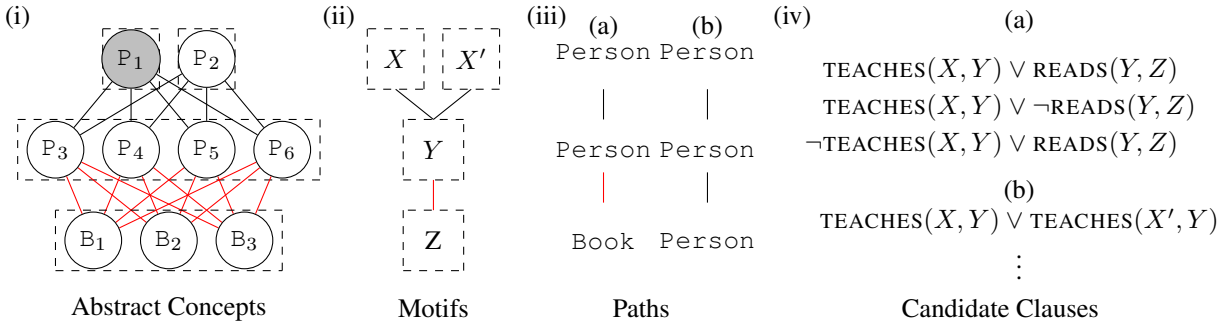 (i)
P1
P2
P3
P4
P5
P6
B1
B2
B3
Abstract Concepts
(ii)
X
X′
Y
Z
Motifs
(iii)
(a)
(b)
Person
Person
Person
Person
Book
Person
Paths
(iv)
(a)
TEACHES(X, Y) ∨ READS(Y, Z)
TEACHES(X, Y) ∨ ¬READS(Y, Z)
¬TEACHES(X, Y) ∨ READS(Y, Z)
(b)
TEACHES(X, Y) ∨ TEACHES(X′, Y)
⋮
Candidate Clauses